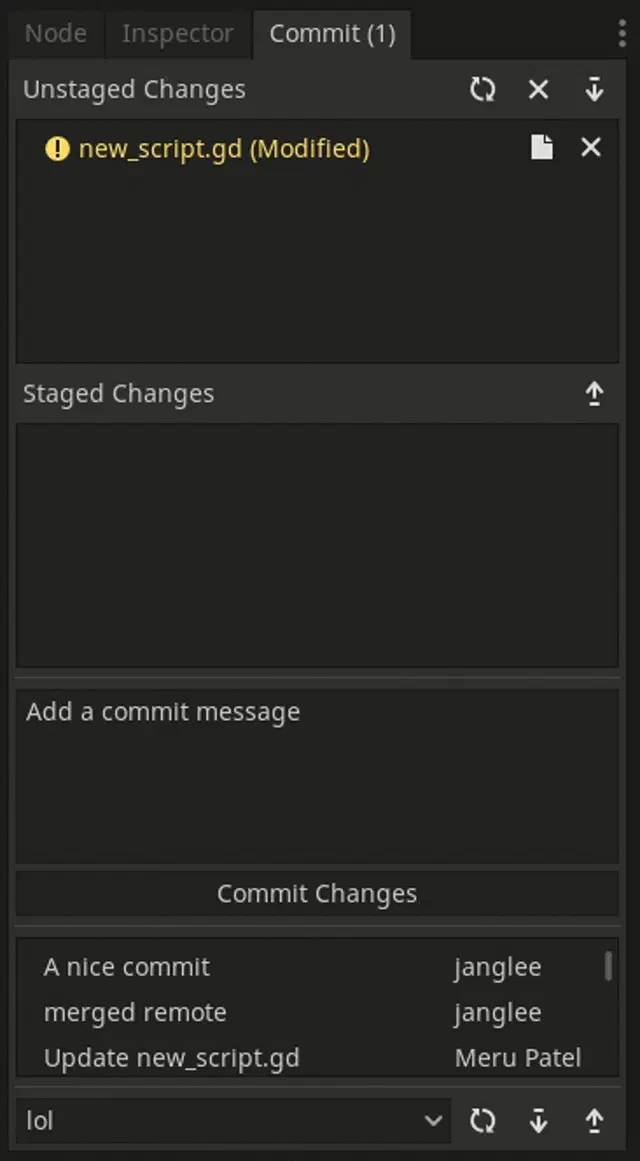 Node Inspector Commit (1)
Unstaged Changes
new_script.gd (Modified)
Staged Changes
Add a commit message
Commit Changes
A nice commit janglee
merged remote janglee
Update new_script.gd Meru Patel
lol